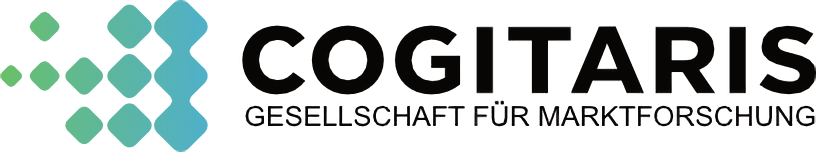 COGITARIS
GESELLSCHAFT FÜR MARKTFORSCHUNG